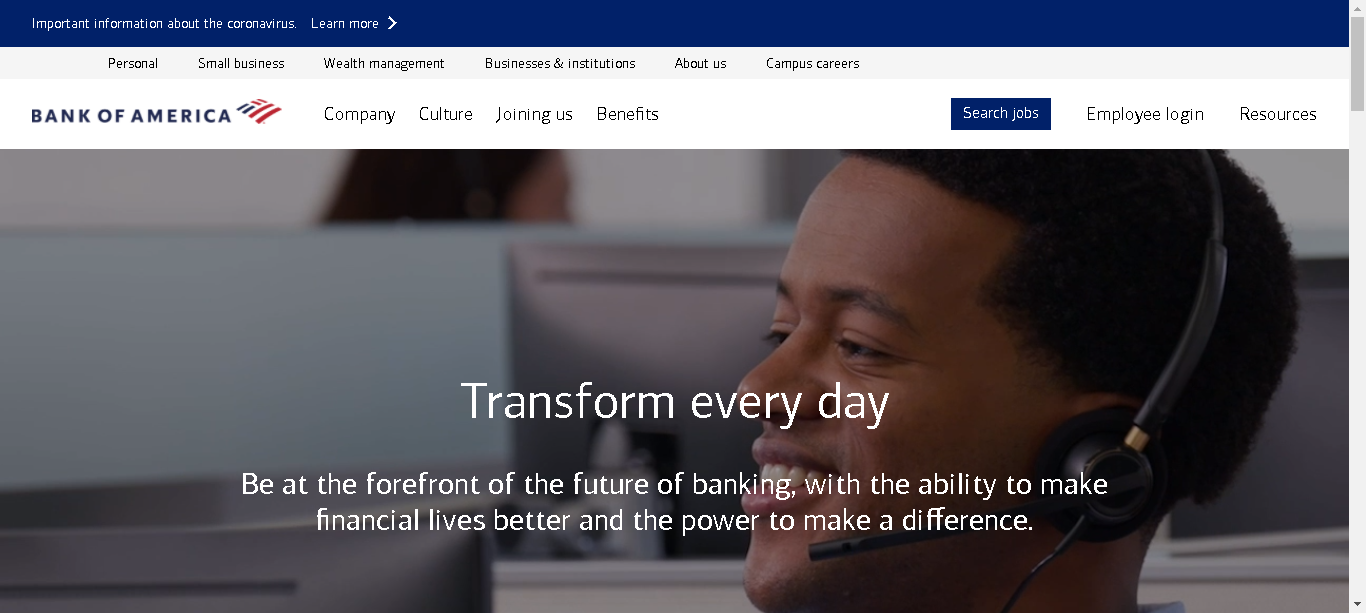 Important information about the coronavirus. Learn more
Personal Small business Wealth management Businesses & institutions About us Campus careers
BANK OF AMERICA Company Culture Joining us Benefits Search jobs Employee login Resources
Transform every day
Be at the forefront of the future of banking, with the ability to make
financial lives better and the power to make a difference.